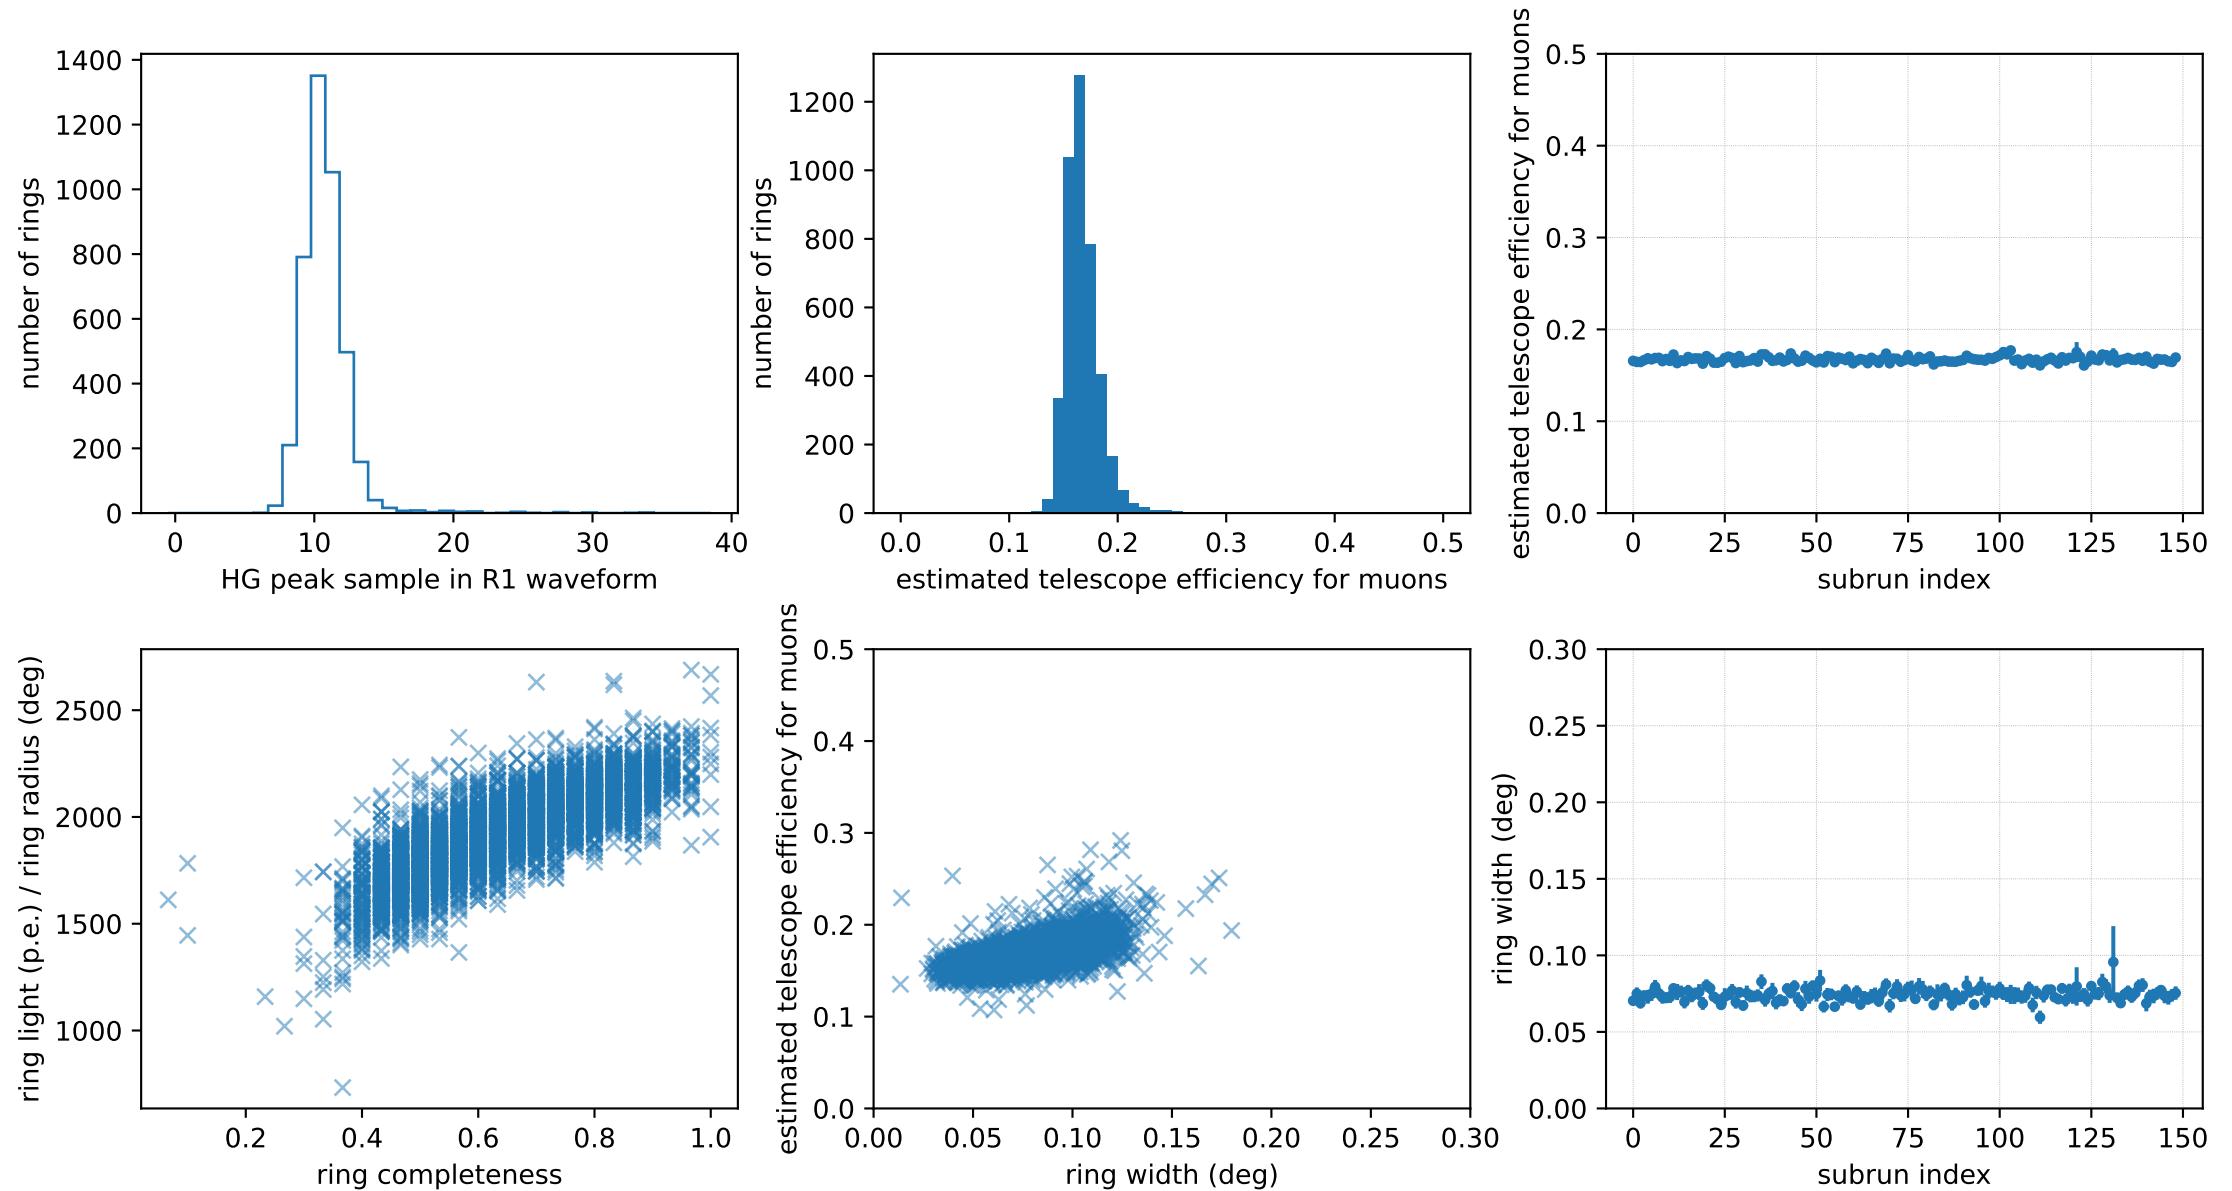 1400
1200
1000
800
600
400
200
0
0 10 20 30 40
number of rings
HG peak sample in R1 waveform
1200
1000
800
600
400
200
0
0.0 0.1 0.2 0.3 0.4 0.5
number of rings
estimated telescope efficiency for muons
0.5
0.4
0.3
0.2
0.1
0.0
0 25 50 75 100 125 150
estimated telescope efficiency for muons
subrun index
2500
2000
1500
1000
0.2 0.4 0.6 0.8 1.0
ring light (p.e.) / ring radius (deg)
ring completeness
0.5
0.4
0.3
0.2
0.1
0.0
0.00 0.05 0.10 0.15 0.20 0.25 0.30
estimated telescope efficiency for muons
ring width (deg)
0.30
0.25
0.20
0.15
0.10
0.05
0.00
0 25 50 75 100 125 150
ring width (deg)
subrun index